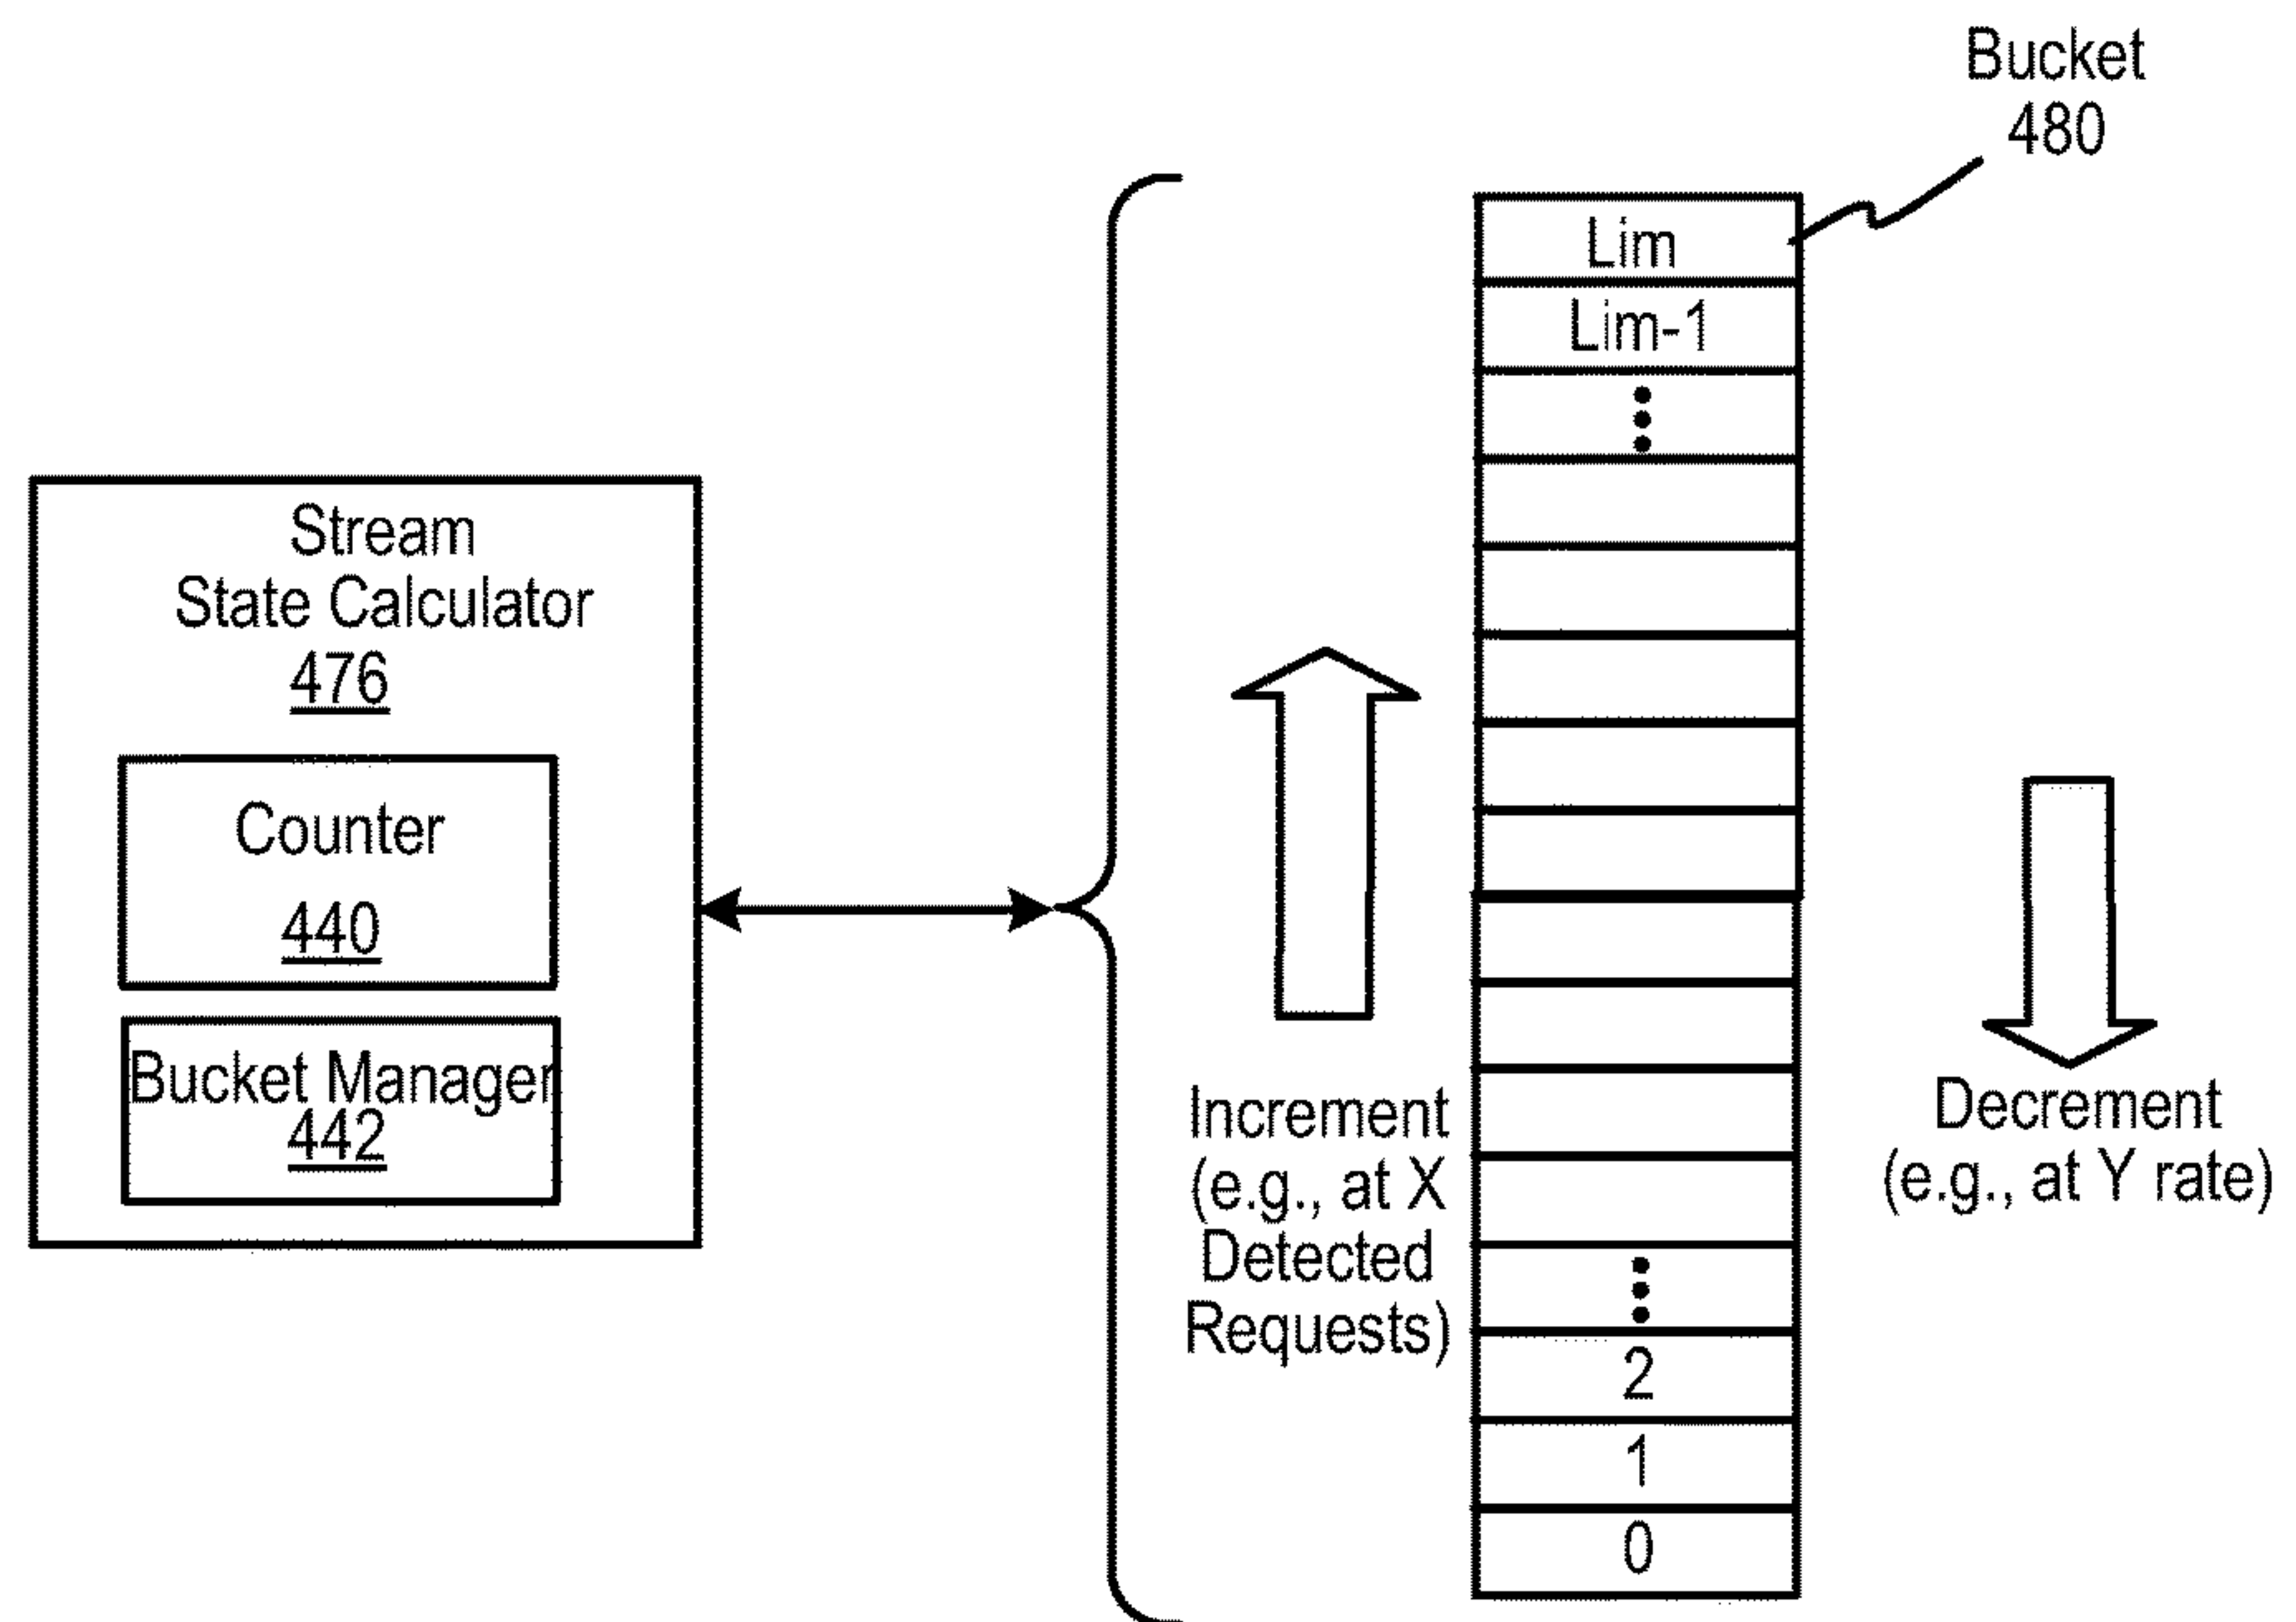 Bucket
480
Lim
Lim-1
Stream
State Calculator
476
Counter
440
Bucket Manager
442
Increment
(e.g., at X
Detected
Requests)
Decrement
(e.g., at Y rate)
2
1
0